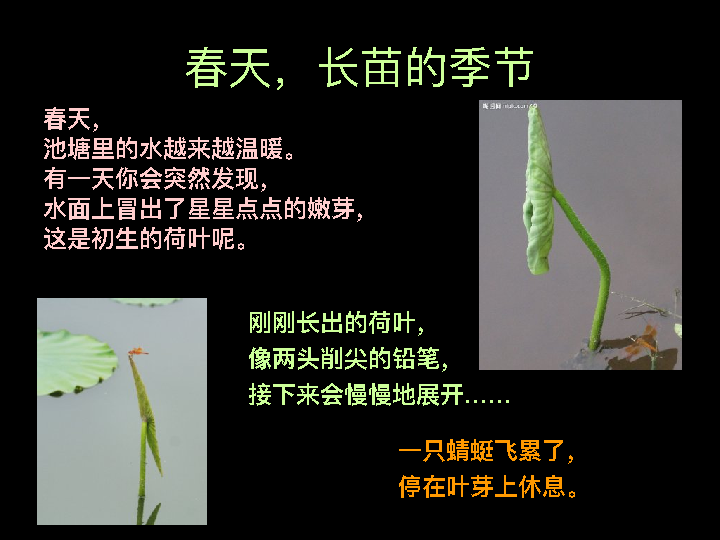 春天，长苗的季节
春天，
池塘里的水越来越温暖。
有一天你会突然发现，
水面上冒出了星星点点的嫩芽，
这是初生的荷叶呢。
刚刚长出的荷叶，
像两头削尖的铅笔，
接下来会慢慢地展开……
一只蜻蜓飞累了，
停在叶芽上休息。